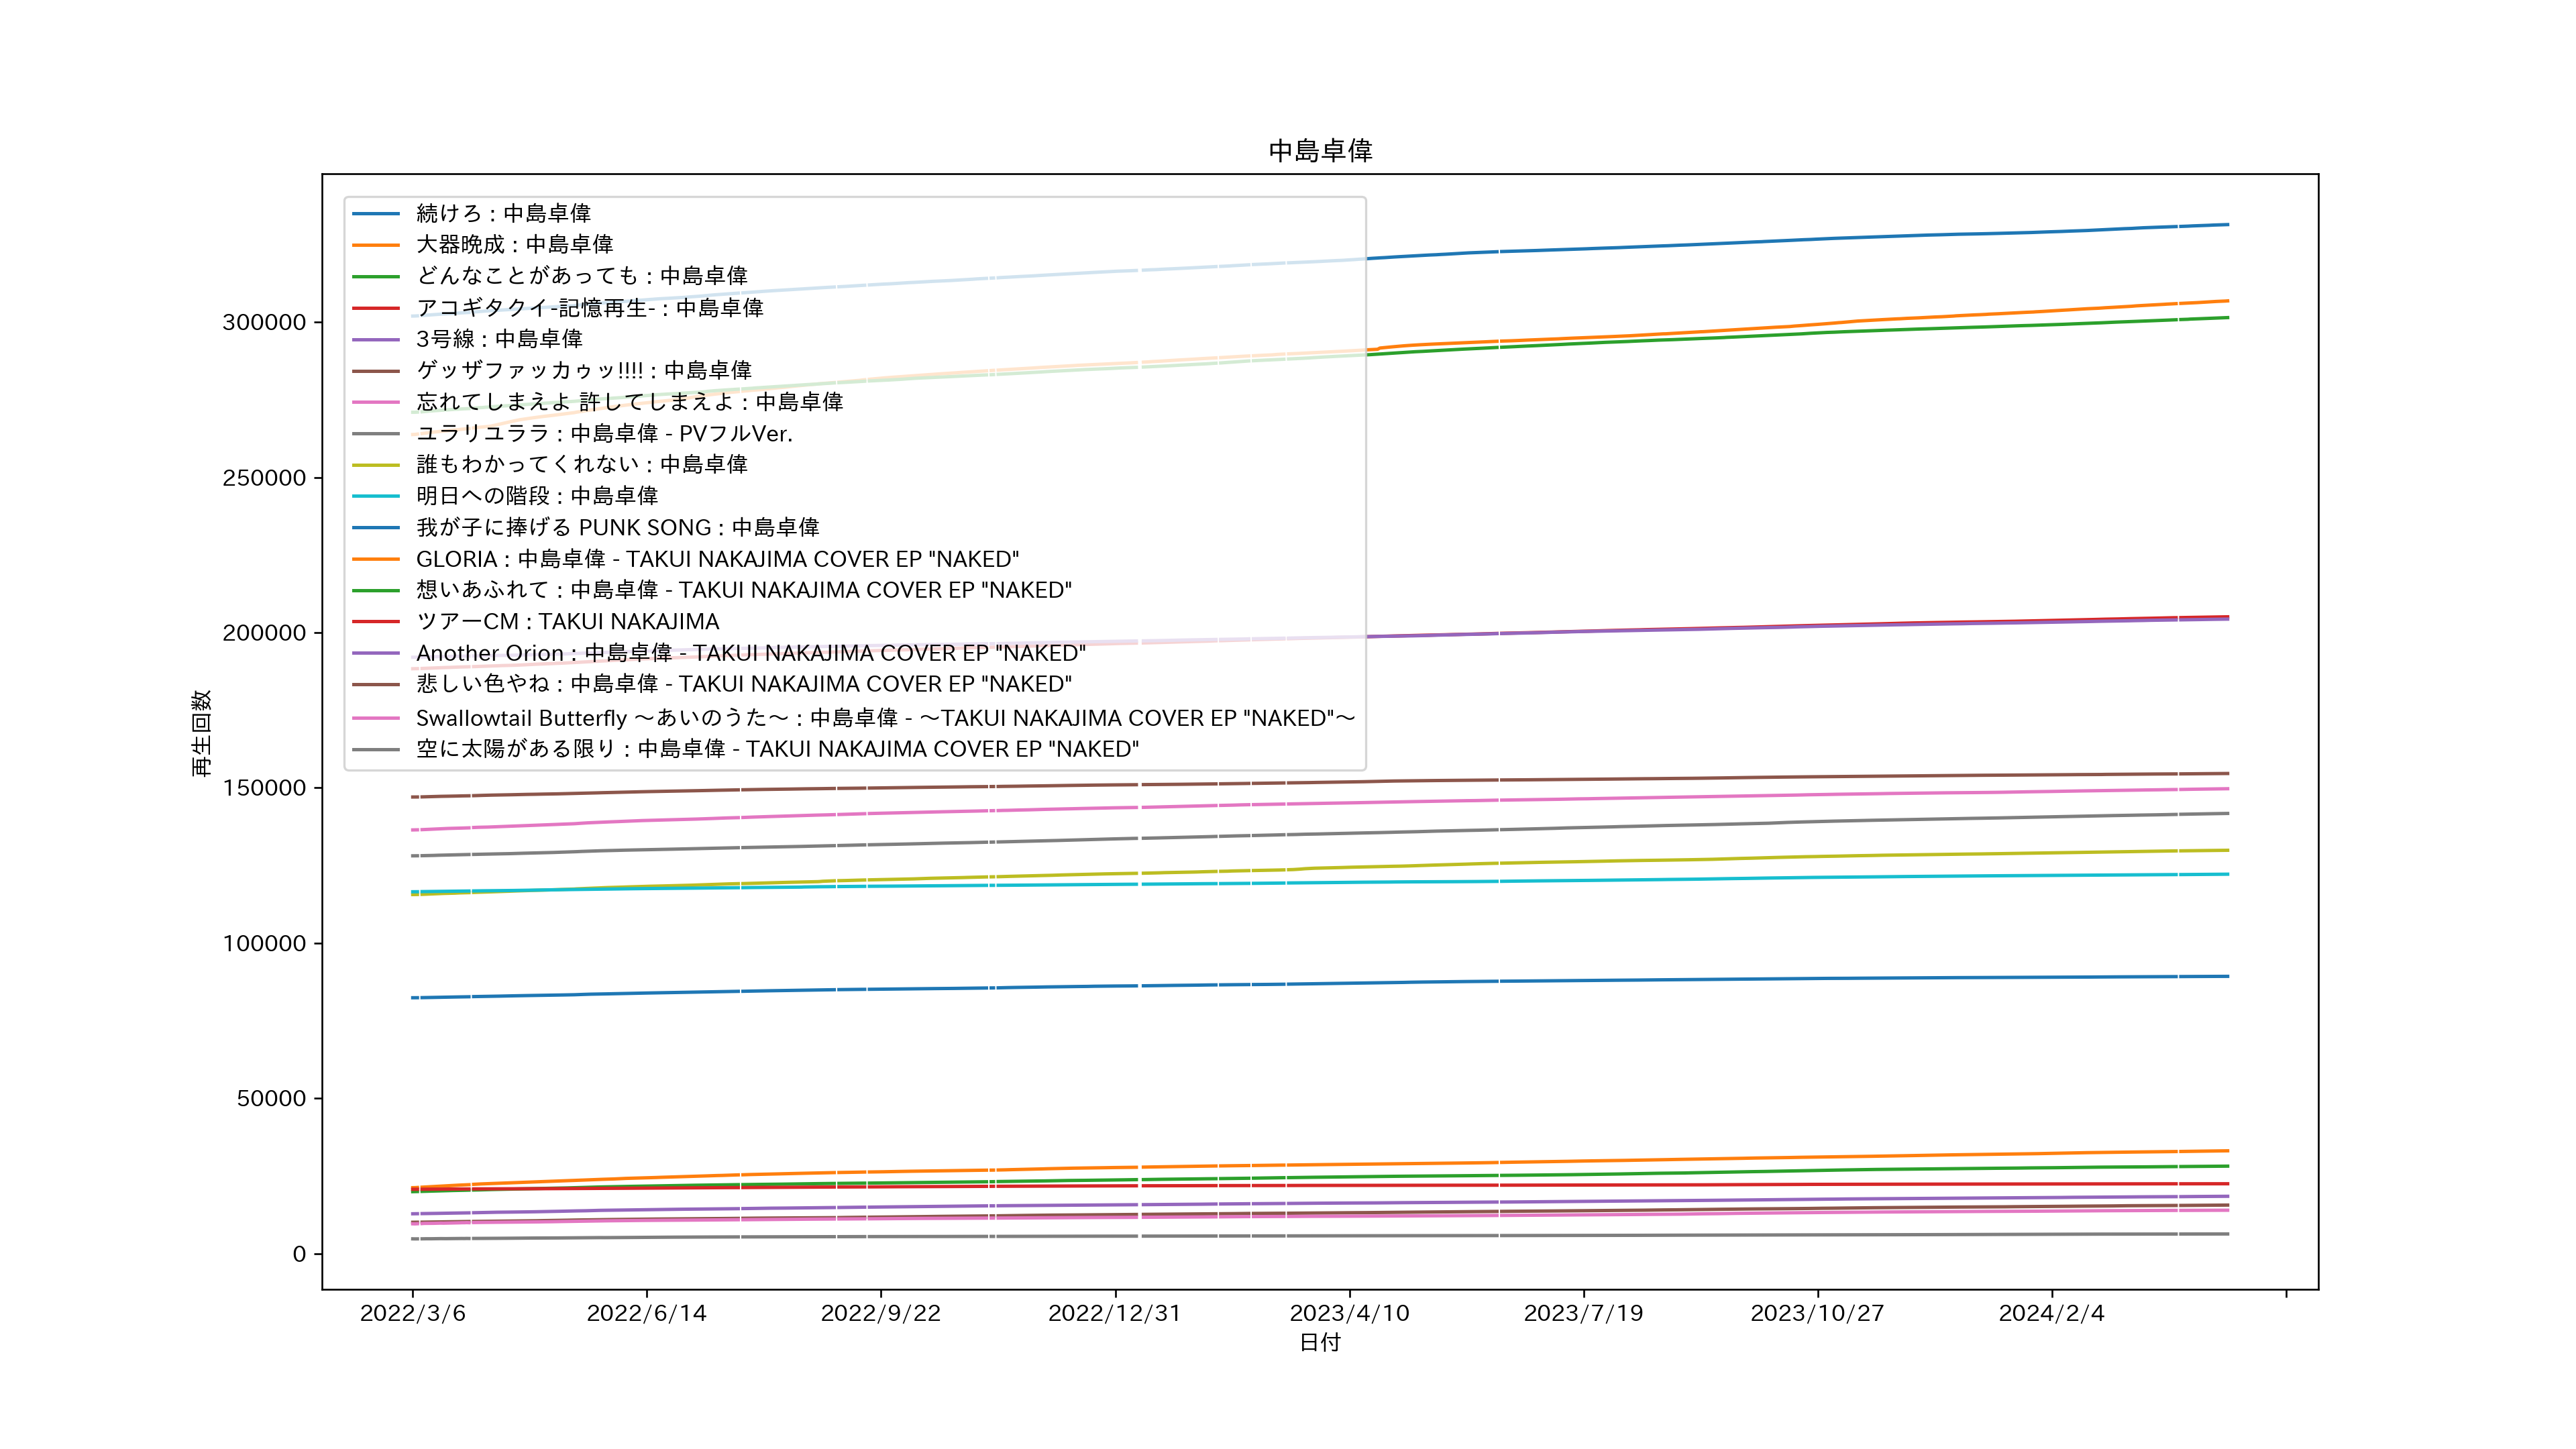 中島卓偉
続けろ : 中島卓偉
大器晩成 : 中島卓偉
どんなことがあっても : 中島卓偉
アコギタクイ-記憶再生- : 中島卓偉
3号線 : 中島卓偉
ゲッザファッカゥッ!!!! : 中島卓偉
忘れてしまえよ 許してしまえよ : 中島卓偉
ユラリユララ : 中島卓偉 - PVフルVer.
誰もわかってくれない : 中島卓偉
明日への階段 : 中島卓偉
我が子に捧げる PUNK SONG : 中島卓偉
GLORIA : 中島卓偉 - TAKUI NAKAJIMA COVER EP "NAKED"
想いあふれて : 中島卓偉 - TAKUI NAKAJIMA COVER EP "NAKED"
ツアーCM : TAKUI NAKAJIMA
Another Orion : 中島卓偉 - TAKUI NAKAJIMA COVER EP "NAKED"
悲しい色やね : 中島卓偉 - TAKUI NAKAJIMA COVER EP "NAKED"
Swallowtail Butterfly 〜あいのうた〜 : 中島卓偉 - 〜TAKUI NAKAJIMA COVER EP "NAKED"〜
空に太陽がある限り : 中島卓偉 - TAKUI NAKAJIMA COVER EP "NAKED"
再生回数
300000
250000
200000
150000
100000
50000
0
2022/3/6 2022/6/14 2022/9/22 2022/12/31 2023/4/10 2023/7/19 2023/10/27 2024/2/4
日付